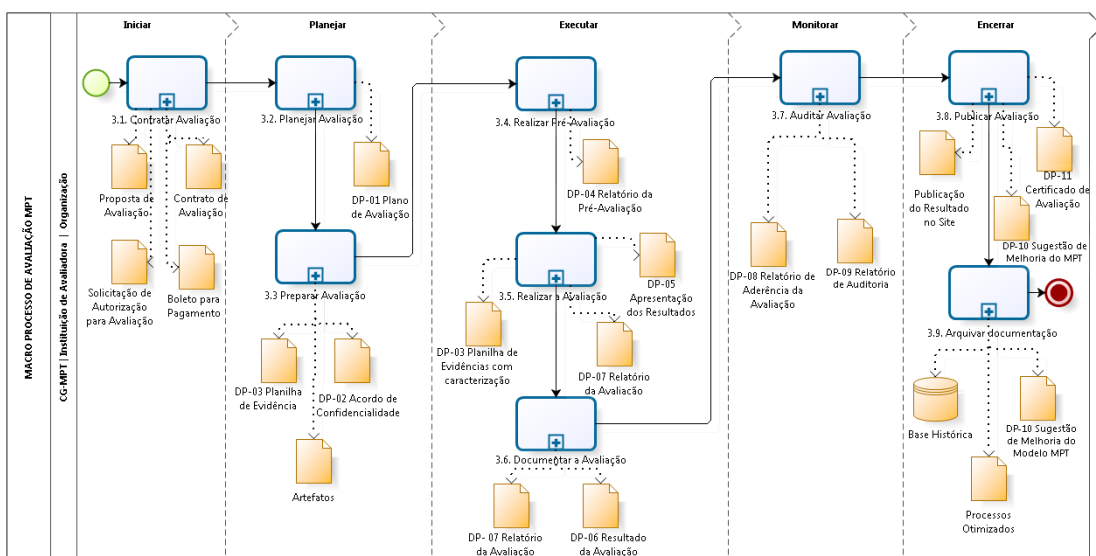 MACRO PROCESSO DE AVALIAÇÃO MPT
CG-MPT | Instituição de Avaliadora | Organização
Iniciar
Planejar
Executar
Monitorar
Encerrar
3.1. Contratar Avaliação
Proposta de
Avaliação
Contrato de
Avaliação
Solicitação de
Autorização
para Avaliação
Boleto para
Pagamento
3.2. Planejar Avaliação
DP-01 Plano
de Avaliação
3.3 Preparar Avaliação
DP-03 Planilha
de Evidência
DP-02 Acordo de
Confidencialidade
Artefatos
3.4. Realizar Pré-Avaliação
DP-04 Relatório da
Pré-Avaliação
3.5. Realizar a Avaliação
DP-05
Apresentação
dos Resultados
DP-03 Planilha de
Evidências com
caracterização
DP-07 Relatório
da Avaliacão
3.6. Documentar a Avaliação
DP- 07 Relatório
da Avaliação
DP-06 Resultado
da Avaliação
3.7. Auditar Avaliação
DP-08 Relatório de
Aderência da
Avaliação
DP-09 Relatório
de Auditoria
3.8. Publicar Avaliação
Publicação
do Resultado
no Site
DP-11
Certificado de
Avaliação
DP-10 Sugestão de
Melhoria do MPT
3.9. Arquivar documentação
Base Histórica
DP-10 Sugestão
de Melhoria do
Modelo MPT
Processos
Otimizados